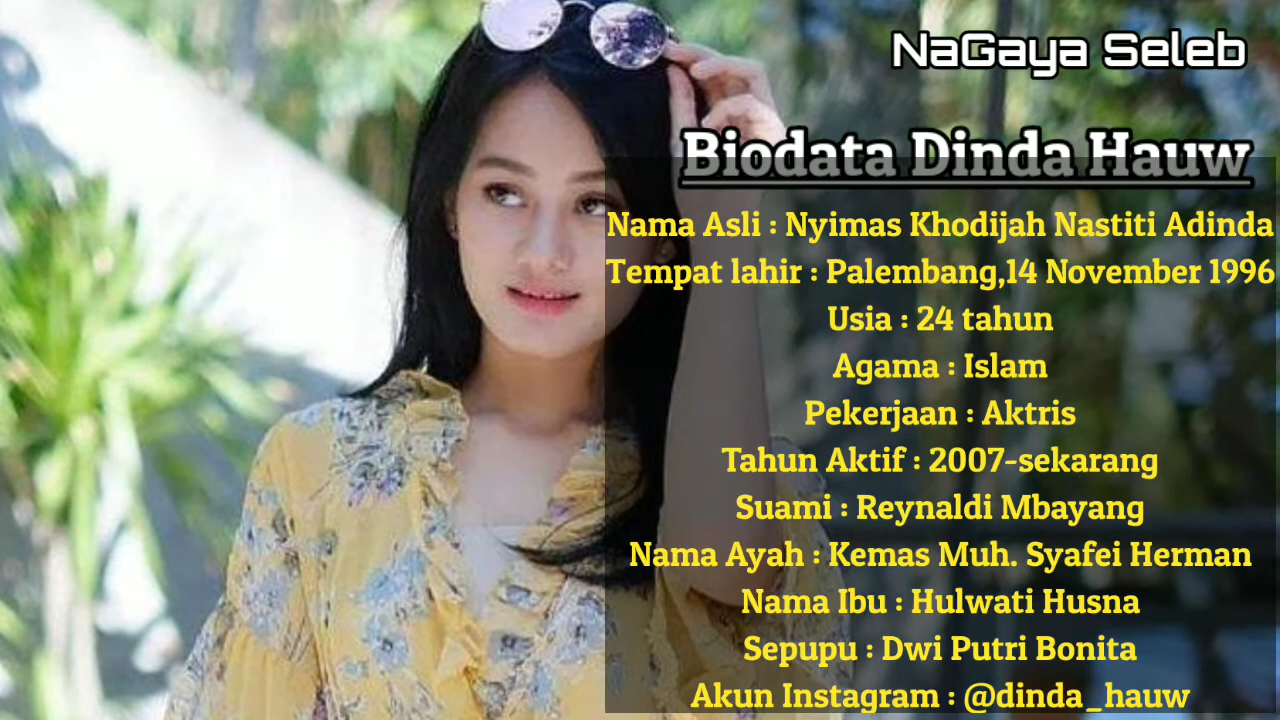 NaGaya Seleb
Biodata Dinda Hauw
Nama Asli : Nyimas Khodijah Nastiti Adinda
Tempat lahir : Palembang,14 November 1996
Usia : 24 tahun
Agama : Islam
Pekerjaan : Aktris
Tahun Aktif : 2007-sekarang
Suami : Reynaldi Mbayang
Nama Ayah : Kemas Muh. Syafei Herman
Nama Ibu : Hulwati Husna
Sepupu : Dwi Putri Bonita
Akun Instagram : @dinda_hauw